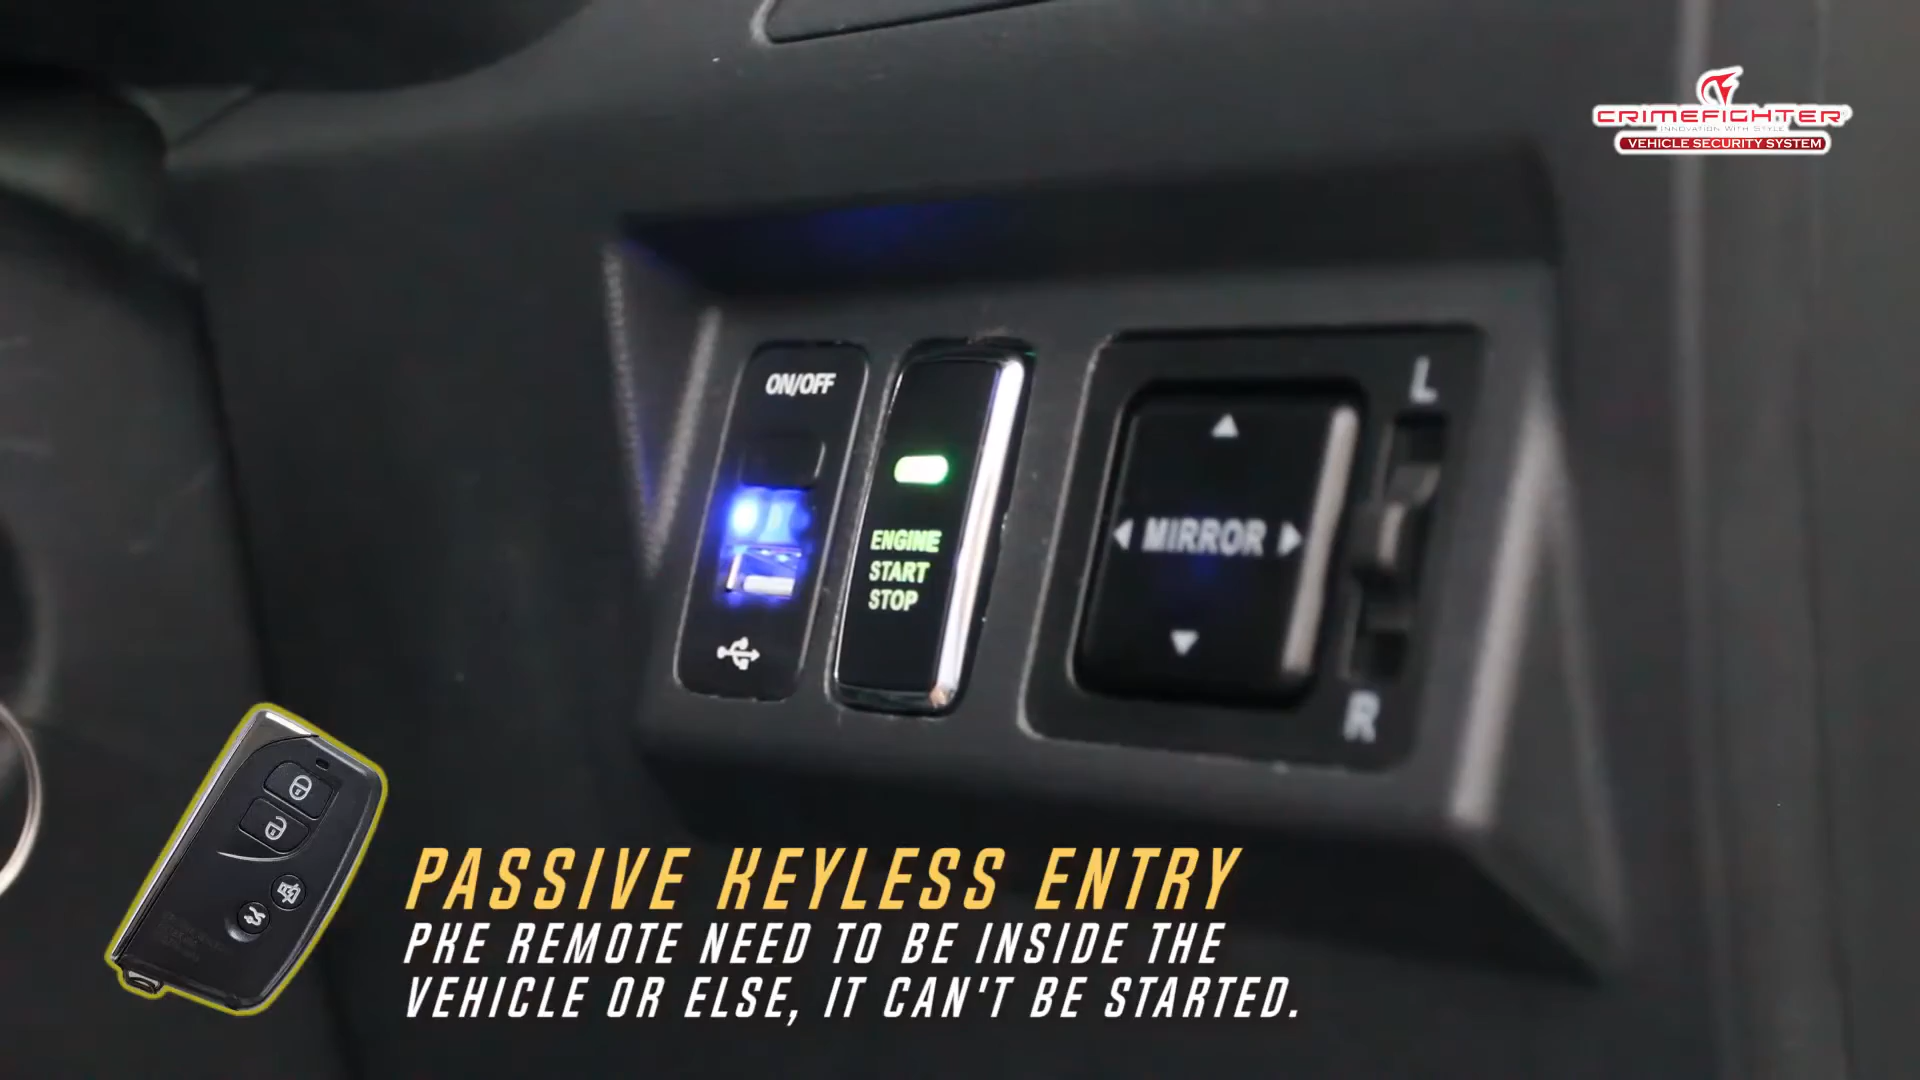 CRIMEFIGHTER
INNOVATION WITH STYLE
VEHICLE SECURITY SYSTEM
ON/OFF
ENGINE
START
STOP
L
MIRROR
R
PASSIVE KEYLESS ENTRY
PKE REMOTE NEED TO BE INSIDE THE
VEHICLE OR ELSE, IT CAN'T BE STARTED.